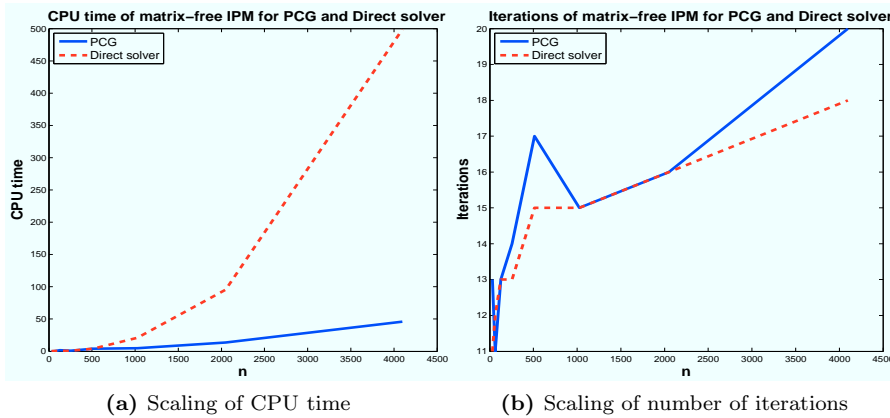 CPU time of matrix-free IPM for PCG and Direct solver
PCG
Direct solver
500
450
400
350
300
250
200
150
100
50
0
CPU time
0 500 1000 1500 2000 2500 3000 3500 4000 4500
n
(a) Scaling of CPU time
Iterations of matrix-free IPM for PCG and Direct solver
PCG
Direct solver
20
19
18
17
16
15
14
13
12
11
Iterations
0 500 1000 1500 2000 2500 3000 3500 4000 4500
n
(b) Scaling of number of iterations